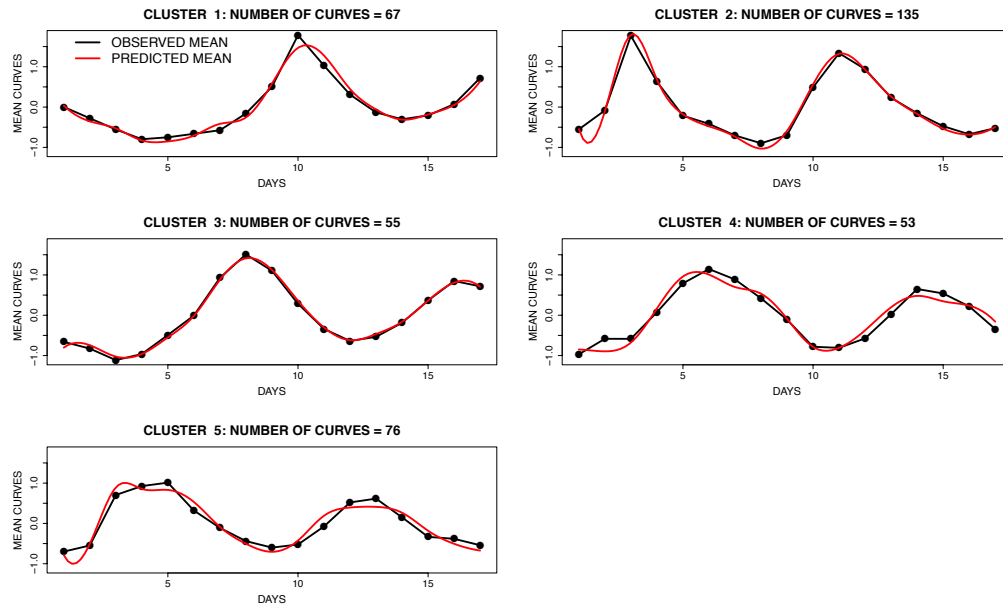 CLUSTER 1: NUMBER OF CURVES = 67
OBSERVED MEAN
PREDICTED MEAN
MEAN CURVES
1.0
0.0
−1.0
5 10 15
DAYS
CLUSTER 2: NUMBER OF CURVES = 135
MEAN CURVES
1.0
0.0
−1.0
5 10 15
DAYS
CLUSTER 3: NUMBER OF CURVES = 55
MEAN CURVES
1.0
0.0
−1.0
5 10 15
DAYS
CLUSTER 4: NUMBER OF CURVES = 53
MEAN CURVES
1.0
0.0
−1.0
5 10 15
DAYS
CLUSTER 5: NUMBER OF CURVES = 76
MEAN CURVES
1.0
0.0
−1.0
5 10 15
DAYS